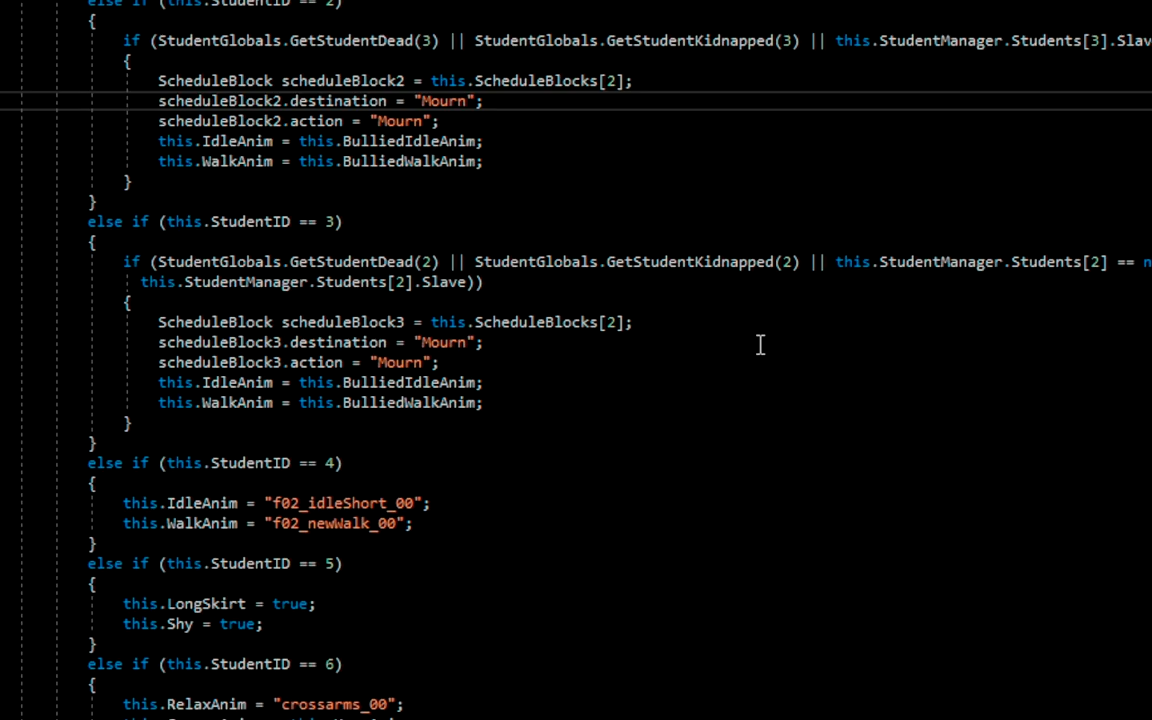 else if (this.StudentID == 2)
{
if (StudentGlobals.GetStudentDead(3) || StudentGlobals.GetStudentKidnapped(3) || this.StudentManager.Students[3].Slav
{
ScheduleBlock scheduleBlock2 = this.ScheduleBlocks[2];
scheduleBlock2.destination = "Mourn";
scheduleBlock2.action = "Mourn";
this.IdleAnim = this.BulliedIdleAnim;
this.WalkAnim = this.BulliedWalkAnim;
}
}
else if (this.StudentID == 3)
{
if (StudentGlobals.GetStudentDead(2) || StudentGlobals.GetStudentKidnapped(2) || this.StudentManager.Students[2] == n
this.StudentManager.Students[2].Slave))
{
ScheduleBlock scheduleBlock3 = this.ScheduleBlocks[2];
scheduleBlock3.destination = "Mourn";
scheduleBlock3.action = "Mourn";
this.IdleAnim = this.BulliedIdleAnim;
this.WalkAnim = this.BulliedWalkAnim;
}
}
else if (this.StudentID == 4)
{
this.IdleAnim = "f02_idleShort_00";
this.WalkAnim = "f02_newWalk_00";
}
else if (this.StudentID == 5)
{
this.LongSkirt = true;
this.Shy = true;
}
else if (this.StudentID == 6)
{
this.RelaxAnim = "crossarms_00";